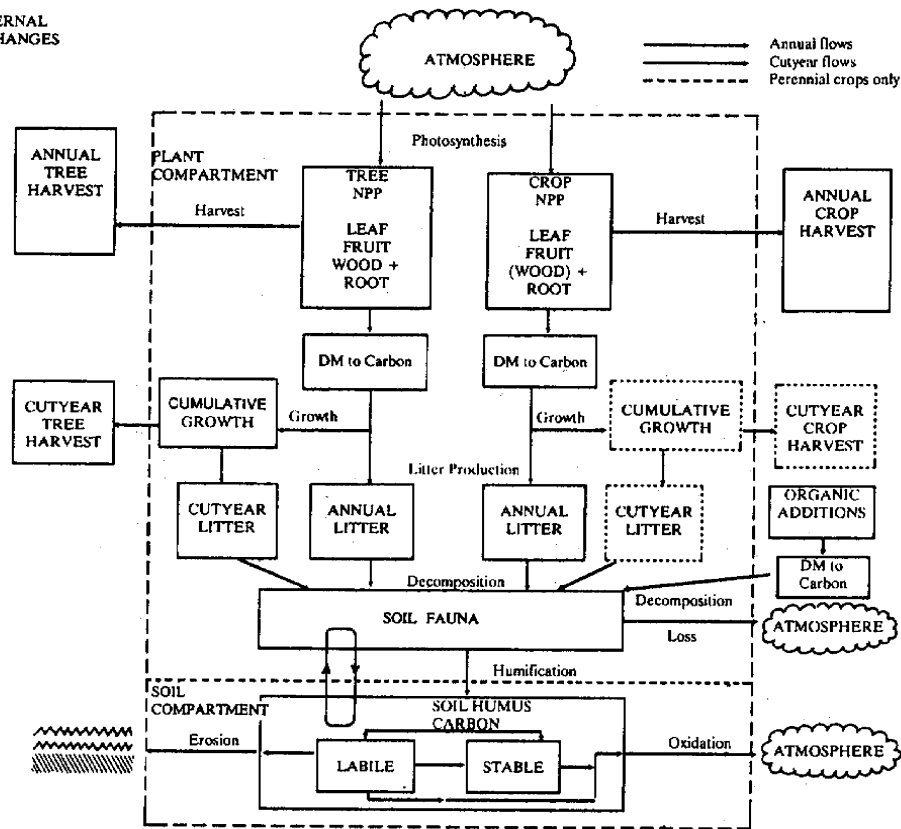 ERNAL
HANGES
ATMOSPHERE
Annual flows
Cutyear flows
Perennial crops only
Photosynthesis
ANNUAL
TREE
HARVEST
PLANT
COMPARTMENT
TREE
NPP
LEAF
FRUIT
WOOD +
ROOT
CROP
NPP
LEAF
FRUIT
(WOOD) +
ROOT
ANNUAL
CROP
HARVEST
Harvest
Harvest
DM to Carbon
DM to Carbon
CUTYEAR
TREE
HARVEST
CUMULATIVE
GROWTH
Growth
Growth
CUMULATIVE
GROWTH
CUTYEAR
CROP
HARVEST
Litter Production
CUTYEAR
LITTER
ANNUAL
LITTER
ANNUAL
LITTER
CUTYEAR
LITTER
ORGANIC
ADDITIONS
DM to
Carbon
Decomposition
Decomposition
SOIL FAUNA
Loss
ATMOSPHERE
Humification
SOIL
COMPARTMENT
SOIL HUMUS
CARBON
Erosion
LABILE
STABLE
Oxidation
ATMOSPHERE